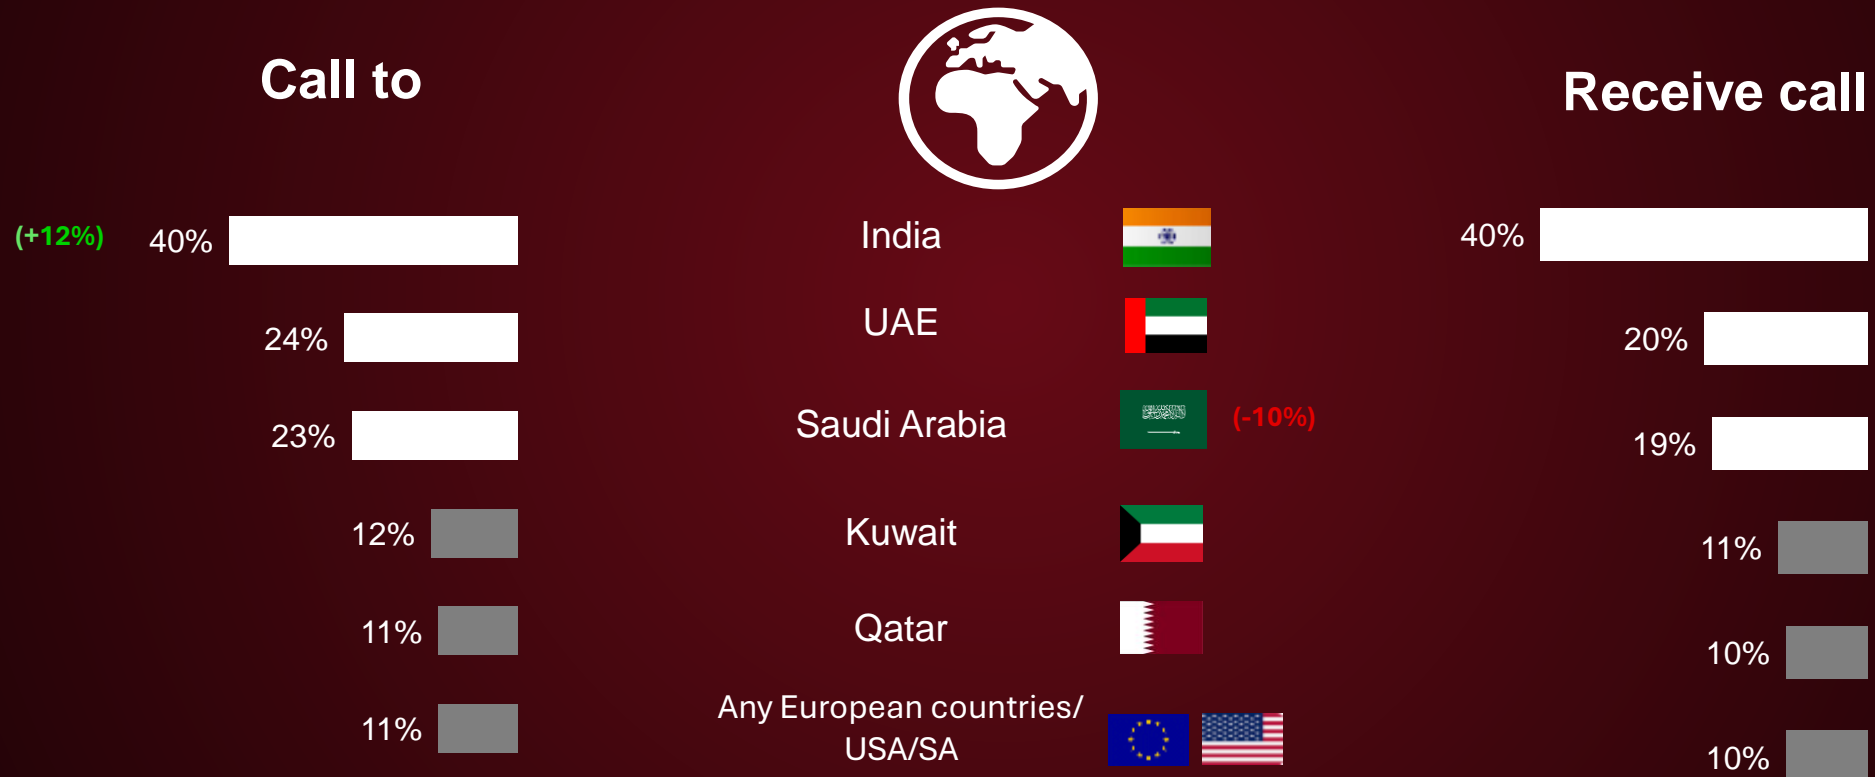 Call to
Receive call
(+12%)
40%
India
40%
24%
UAE
20%
23%
Saudi Arabia
(-10%)
19%
12%
Kuwait
11%
11%
Qatar
10%
11%
Any European countries/
USA/SA
10%